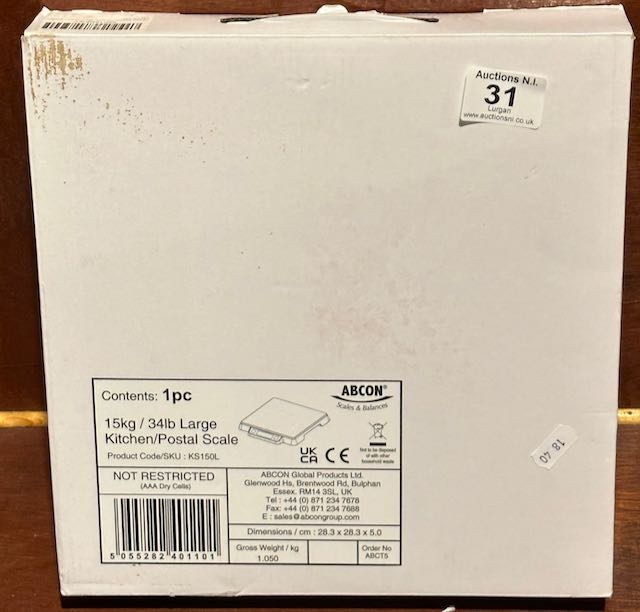 Auctions N.I.
31
Lurgan
www.auctionsni.co.uk
18.40
Contents: 1pc
ABCON®
Scales & Balances
15kg / 34lb Large
Kitchen/Postal Scale
Product Code/SKU : KS150L
UK
CA
CE
Not to be disposed
of with other
household waste
NOT RESTRICTED
(AAA Dry Cells)
5 055282 401101
ABCON Global Products Ltd.
Glenwood Hs, Brentwood Rd, Bulphan
Essex. RM14 3SL, UK
Tel : +44 (0) 871 234 7678
Fax: +44 (0) 871 234 7688
E : sales@abcongroup.com
Dimensions / cm : 28.3 x 28.3 x 5.0
Gross Weight / kg
1.050
Order No
ABCT5